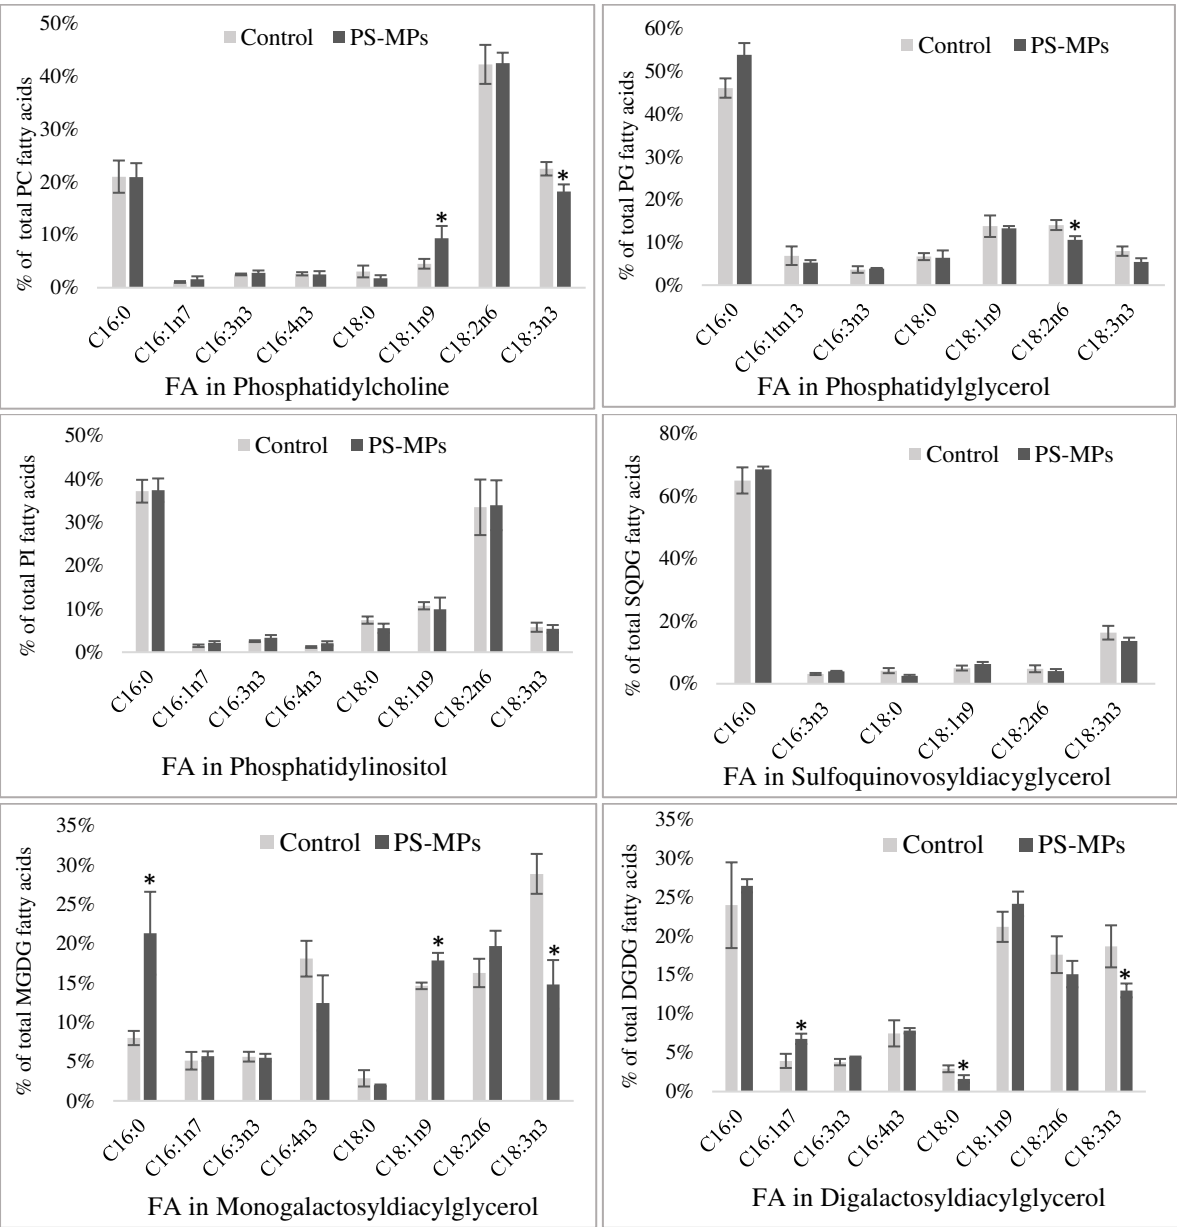 50%
40%
30%
20%
10%
0%
% of total PC fatty acids
Control PS-MPs
*
*
C16:0 C16:1n7 C16:3n3 C16:4n3 C18:0 C18:1n9 C18:2n6 C18:3n3
FA in Phosphatidylcholine
60%
50%
40%
30%
20%
10%
0%
% of total PG fatty acids
Control PS-MPs
*
C16:0 C16:1tn13 C16:3n3 C18:0 C18:1n9 C18:2n6 C18:3n3
FA in Phosphatidylglycerol
50%
40%
30%
20%
10%
0%
% of total PI fatty acids
Control PS-MPs
C16:0 C16:1n7 C16:3n3 C16:4n3 C18:0 C18:1n9 C18:2n6 C18:3n3
FA in Phosphatidylinositol
80%
60%
40%
20%
0%
% of total SQDG fatty acids
Control PS-MPs
C16:0 C16:3n3 C18:0 C18:1n9 C18:2n6 C18:3n3
FA in Sulfoquinovosyldiacyglycerol
35%
30%
25%
20%
15%
10%
5%
0%
% of total MGDG fatty acids
Control PS-MPs
*
*
*
C16:0 C16:1n7 C16:3n3 C16:4n3 C18:0 C18:1n9 C18:2n6 C18:3n3
FA in Monogalactosyldiacylglycerol
35%
30%
25%
20%
15%
10%
5%
0%
% of total DGDG fatty acids
Control PS-MPs
*
*
*
C16:0 C16:1n7 C16:3n3 C16:4n3 C18:0 C18:1n9 C18:2n6 C18:3n3
FA in Digalactosyldiacylglycerol